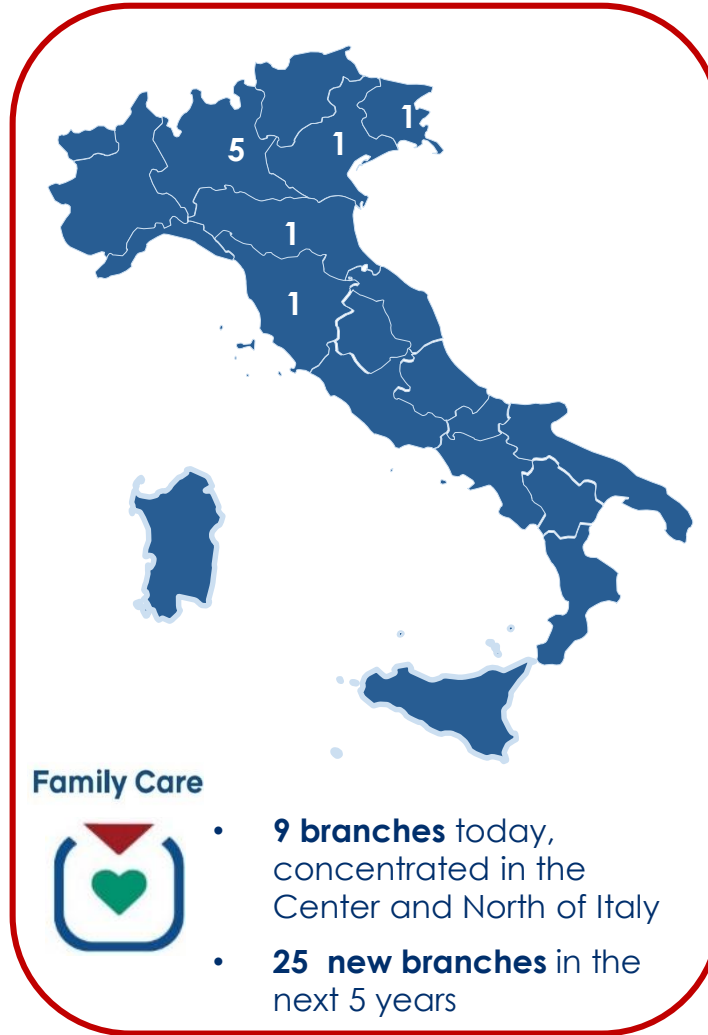 1
5
1
1
1
Family Care
• 9 branches today,
concentrated in the
Center and North of Italy
• 25 new branches in the
next 5 years